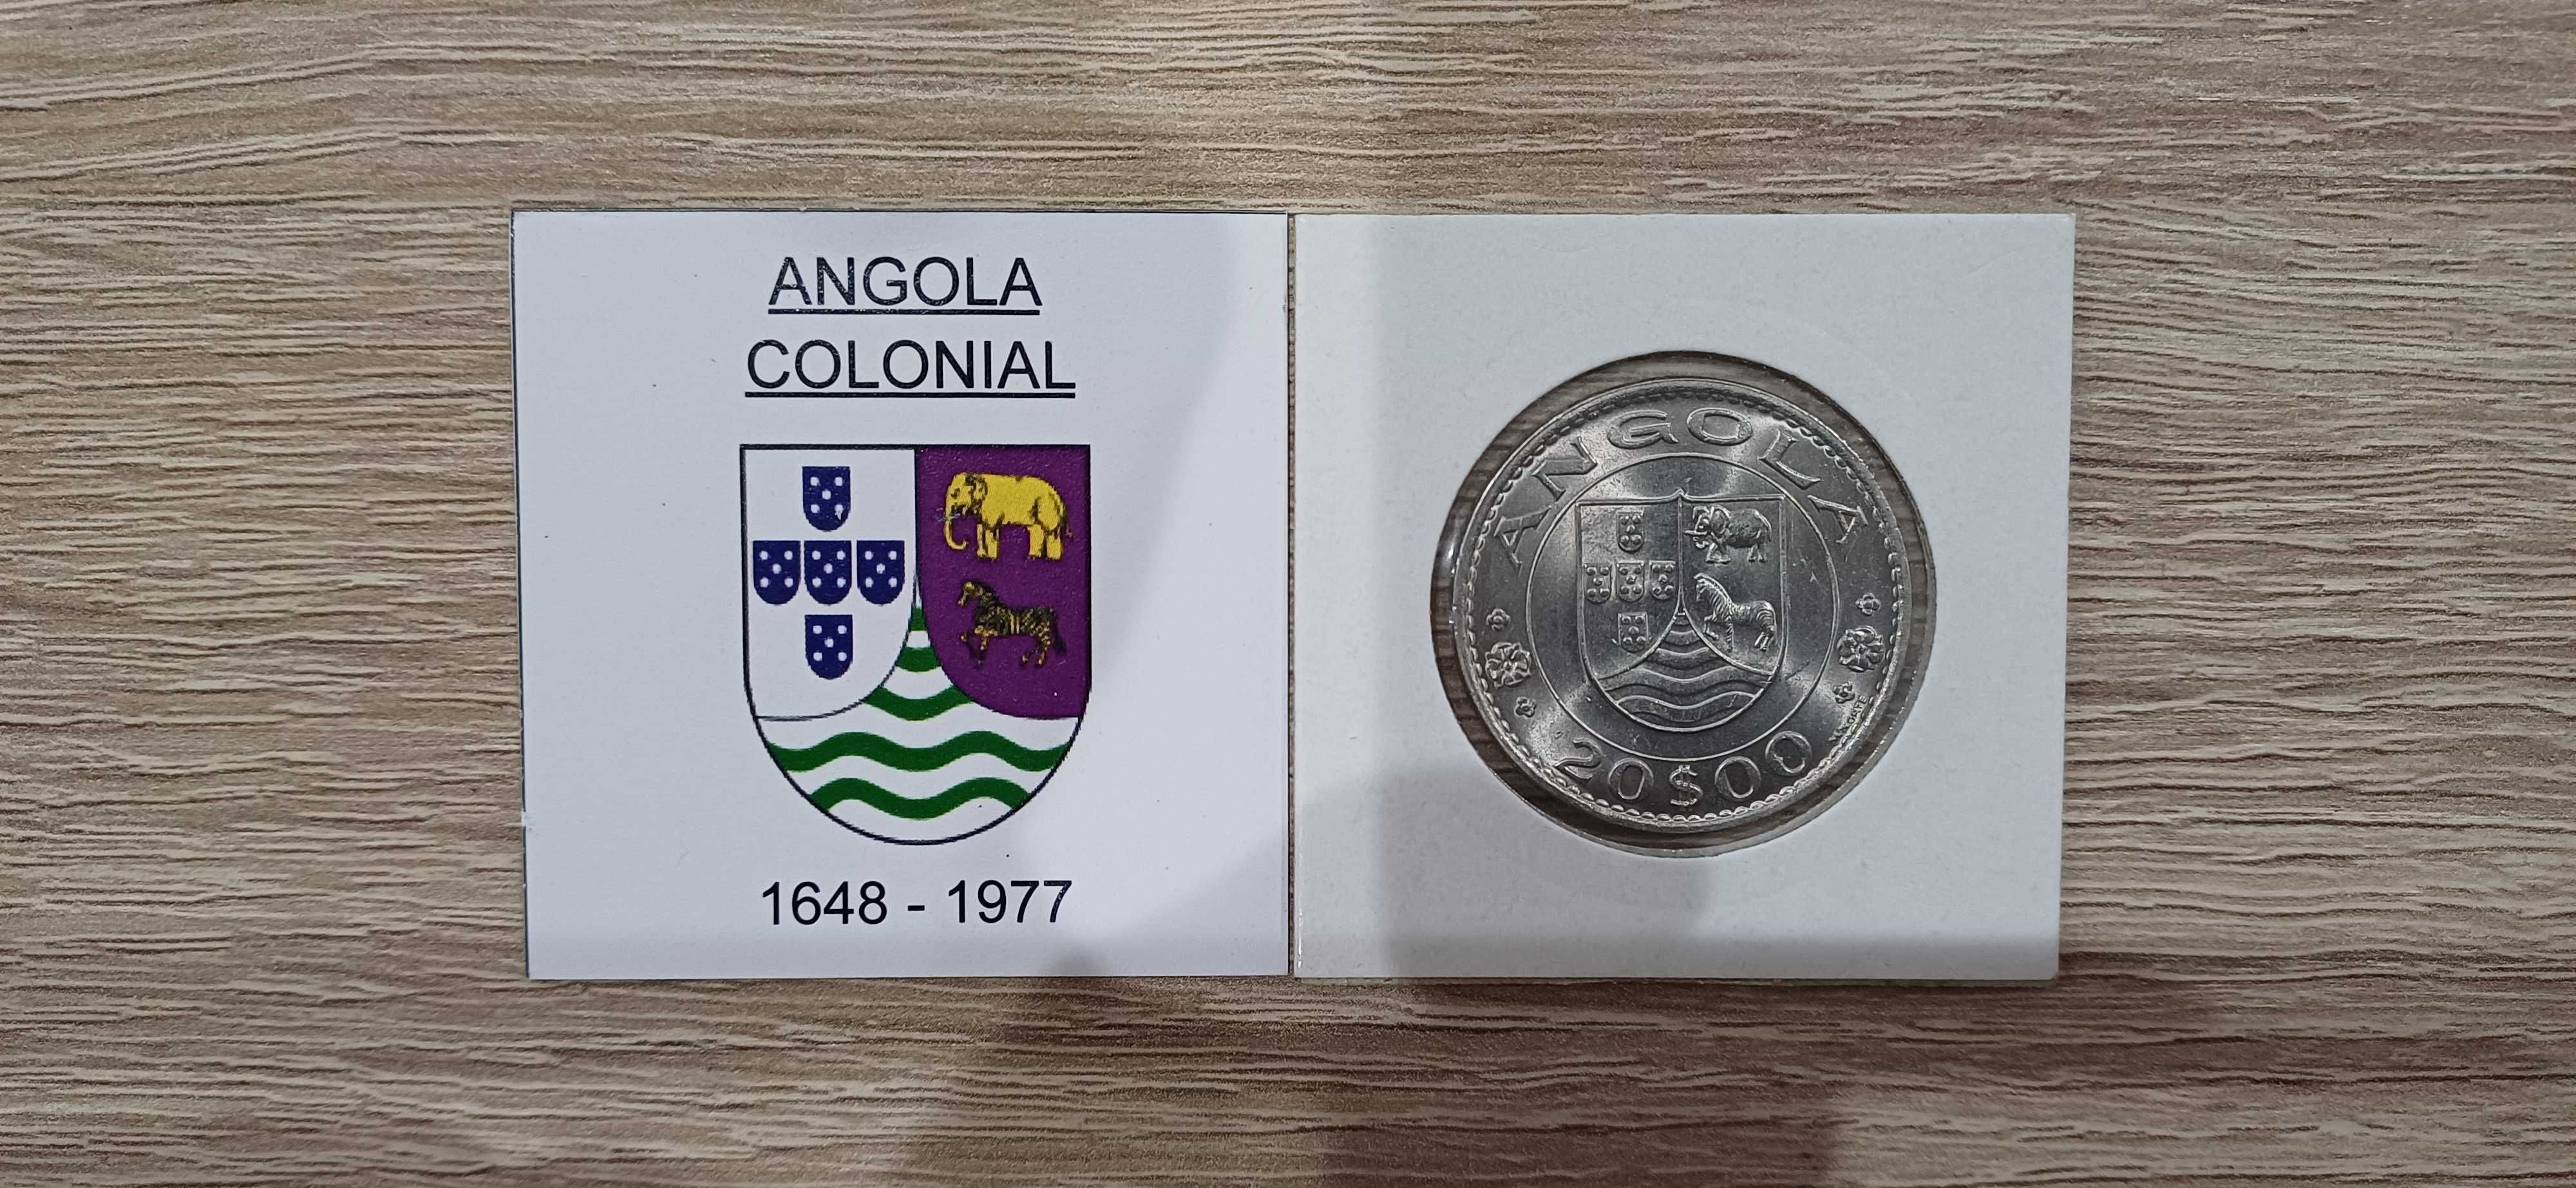 ANGOLA
COLONIAL
1648 - 1977
ANGOLA
20$00